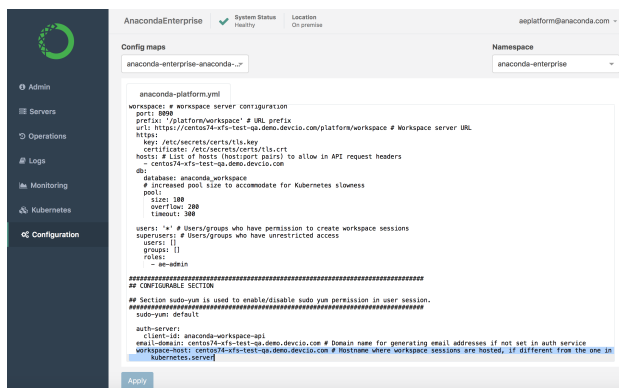 AnacondaEnterprise
System Status
Healthy
Location
On premise
aeplatform@anaconda.com
Config maps
Namespace
anaconda-enterprise-anaconda-...
anaconda-enterprise
Admin
Servers
Operations
Logs
Monitoring
Kubernetes
Configuration
anaconda-platform.yml
workspace: # Workspace server configuration
port: 8090
prefix: '/platform/workspace' # URL prefix
url: https://centos74-xfs-test-qa.demo.devcio.com/platform/workspace # Workspace server URL
https:
key: /etc/secrets/certs/tls.key
certificate: /etc/secrets/certs/tls.crt
hosts: # List of hosts (host:port pairs) to allow in API request headers
- centos74-xfs-test-qa.demo.devcio.com
db:
database: anaconda_workspace
# increased pool size to accommodate for Kubernetes slowness
pool:
size: 100
overflow: 200
timeout: 300
users: '*' # Users/groups who have permission to create workspace sessions
superusers: # Users/groups who have unrestricted access
users: []
groups: []
roles:
- ae-admin
################################################################################
## CONFIGURABLE SECTION
## Section sudo-yum is used to enable/disable sudo yum permission in user session.
################################################################################
sudo-yum: default
auth-server:
client-id: anaconda-workspace-api
email-domain: centos74-xfs-test-qa.demo.devcio.com # Domain name for generating email addresses if not set in auth service
workspace-host: centos74-xfs-test-qa.demo.devcio.com # Hostname where workspace sessions are hosted, if different from the one in
kubernetes.server
Apply